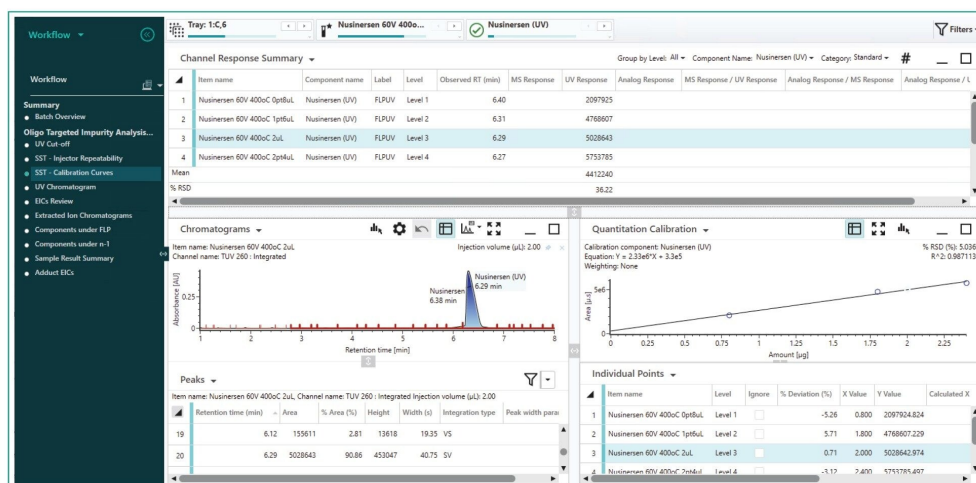 Workflow
Tray: 1:C,6
Nusinersen 60V 400o...
Nusinersen (UV)
Filters
Workflow
Summary
Batch Overview
Oligo Targeted Impurity Analysis...
UV Cut-off
SST - Injector Repeatability
SST - Calibration Curves
UV Chromatogram
EICs Review
Extracted Ion Chromatograms
Components under FLP
Components under n-1
Sample Result Summary
Adduct EICs
Channel Response Summary
Group by Level: All Component Name: Nusinersen (UV) Category: Standard #
Item name Component name Label Level Observed RT (min) MS Response UV Response Analog Response MS Response / UV Response Analog Response / MS Response Analog Response / U
1 Nusinersen 60V 400oC 0pt8uL Nusinersen (UV) FLPUV Level 1 6.40 2097925
2 Nusinersen 60V 400oC 1pt6uL Nusinersen (UV) FLPUV Level 2 6.31 4768607
3 Nusinersen 60V 400oC 2uL Nusinersen (UV) FLPUV Level 3 6.29 5028643
4 Nusinersen 60V 400oC 2pt4uL Nusinersen (UV) FLPUV Level 4 6.27 5753785
Mean 4412240
% RSD 36.22
Chromatograms
Item name: Nusinersen 60V 400oC 2uL Injection volume (µL): 2.00
Channel name: TUV 260 : Integrated
Absorbance [AU]
0.25
0
Nusinersen
6.38 min
Nusinersen (UV)
6.29 min
1 2 3 4 5 6 7 8
Retention time [min]
Peaks
Item name: Nusinersen 60V 400oC 2uL, Channel name: TUV 260 : Integrated Injection volume (µL): 2.00
Retention time (min) Area % Area (%) Height Width (s) Integration type Peak width para
19 6.12 155611 2.81 13618 19.35 VS
20 6.29 5028643 90.86 453047 40.75 SV
Quantitation Calibration
Calibration component: Nusinersen (UV) % RSD (%): 5.036
Equation: Y = 2.33e6*X + 3.3e5 R^2: 0.987113
Weighting: None
Area [µs]
5e6
0
0 0.25 0.5 0.75 1 1.25 1.5 1.75 2 2.25
Amount [µg]
Individual Points
Item name Level Ignore % Deviation (%) X Value Y Value Calculated X
1 Nusinersen 60V 400oC 0pt8uL Level 1 -5.26 0.800 2097924.824
2 Nusinersen 60V 400oC 1pt6uL Level 2 5.71 1.800 4768607.229
3 Nusinersen 60V 400oC 2uL Level 3 0.71 2.000 5028642.974
4 Nusinersen 60V 400oC 2pt4uL Level 4 -3.12 2.400 5753785.497